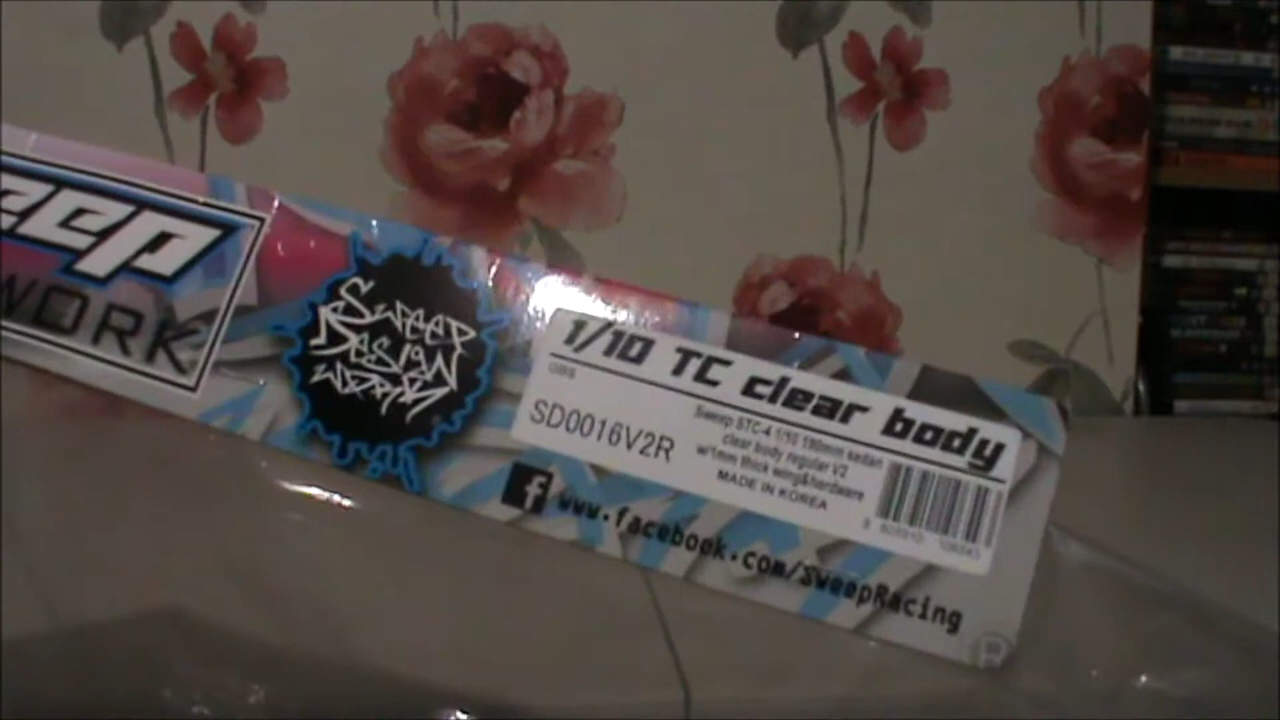 eep
WORK
SWEEP
DESIGN
WORKS
1/10 TC clear body
SD0016V2R
Sweep STC-4 1/10 190mm sedan
clear body regular V2
w/1mm thick wing&hardware
MADE IN KOREA
f www.facebook.com/SweepRacing
R